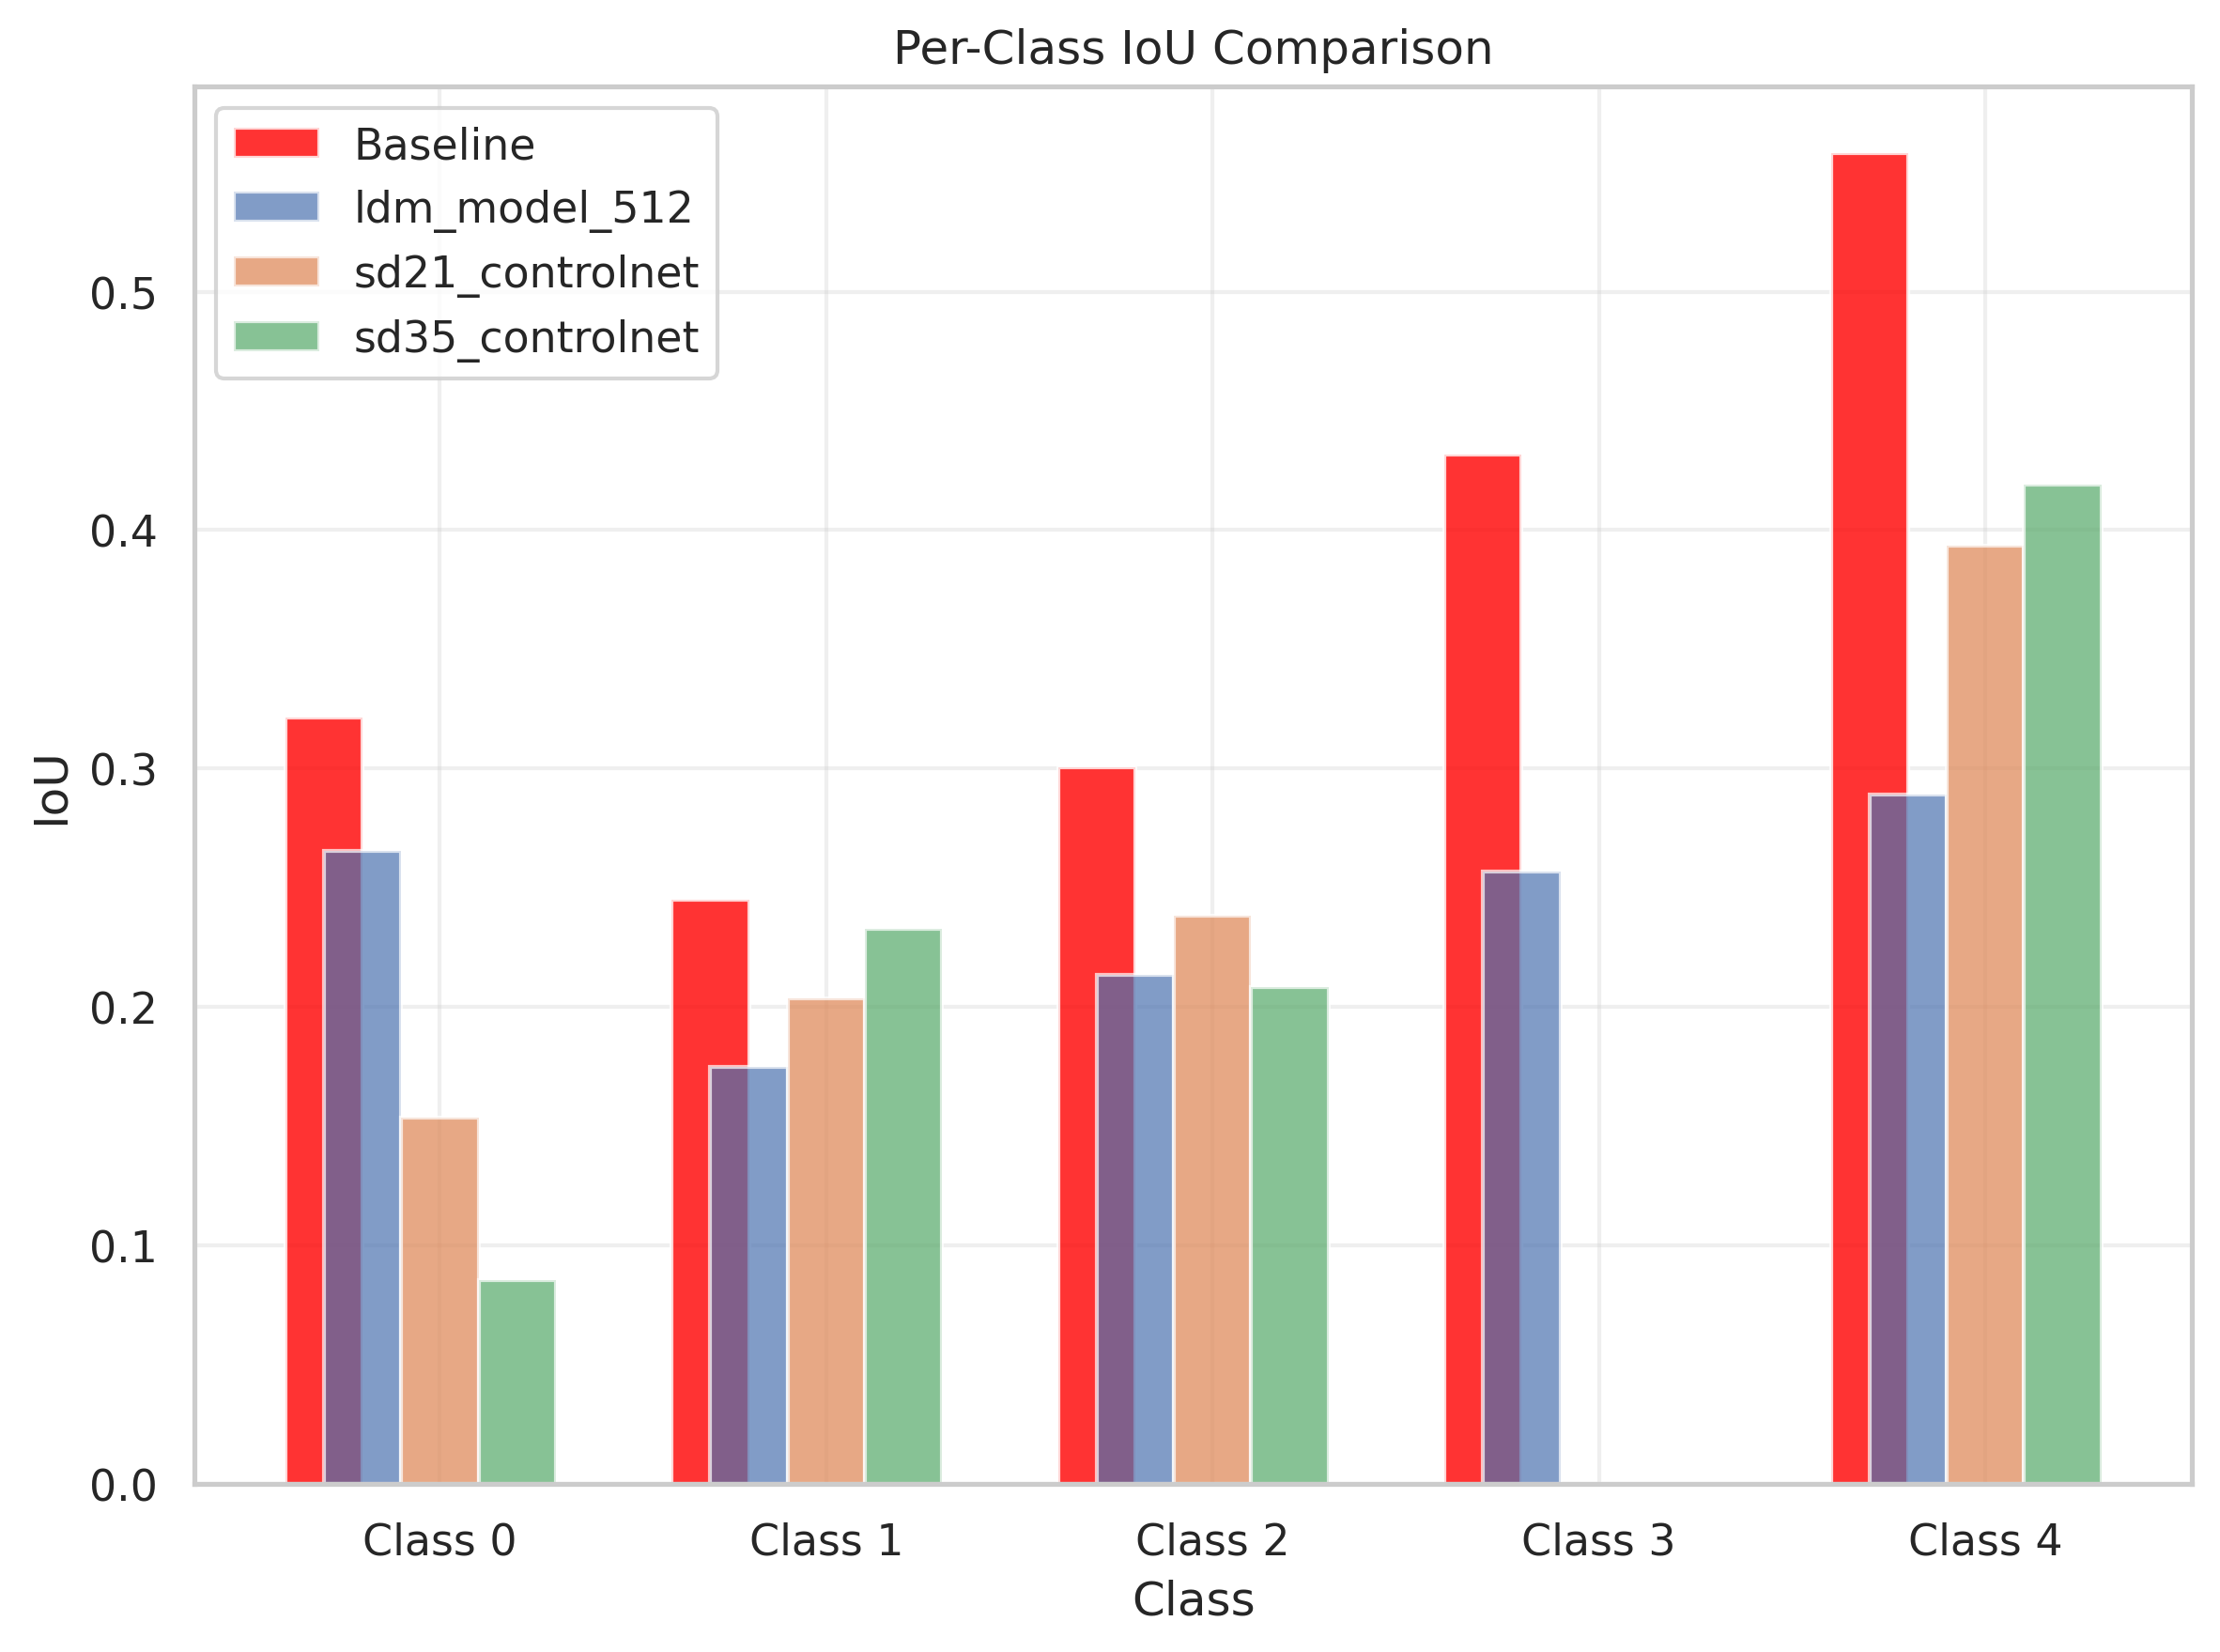 Per-Class IoU Comparison
Baseline
ldm_model_512
sd21_controlnet
sd35_controlnet
IoU
0.5
0.4
0.3
0.2
0.1
0.0
Class 0
Class 1
Class 2
Class 3
Class 4
Class